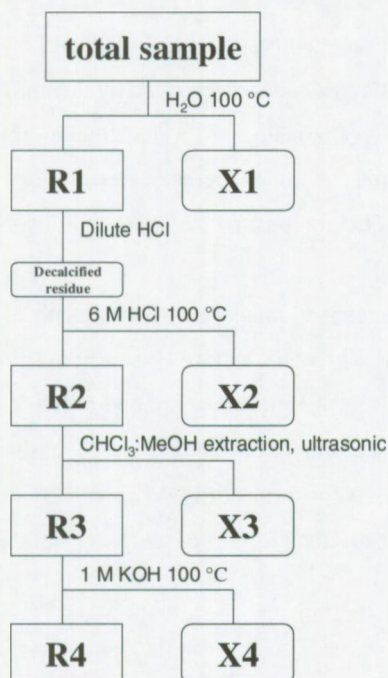 total sample
H₂O 100 °C
R1 X1
Dilute HCl
Decalcified
residue
6 M HCl 100 °C
R2 X2
CHCl₃:MeOH extraction, ultrasonic
R3 X3
1 M KOH 100 °C
R4 X4